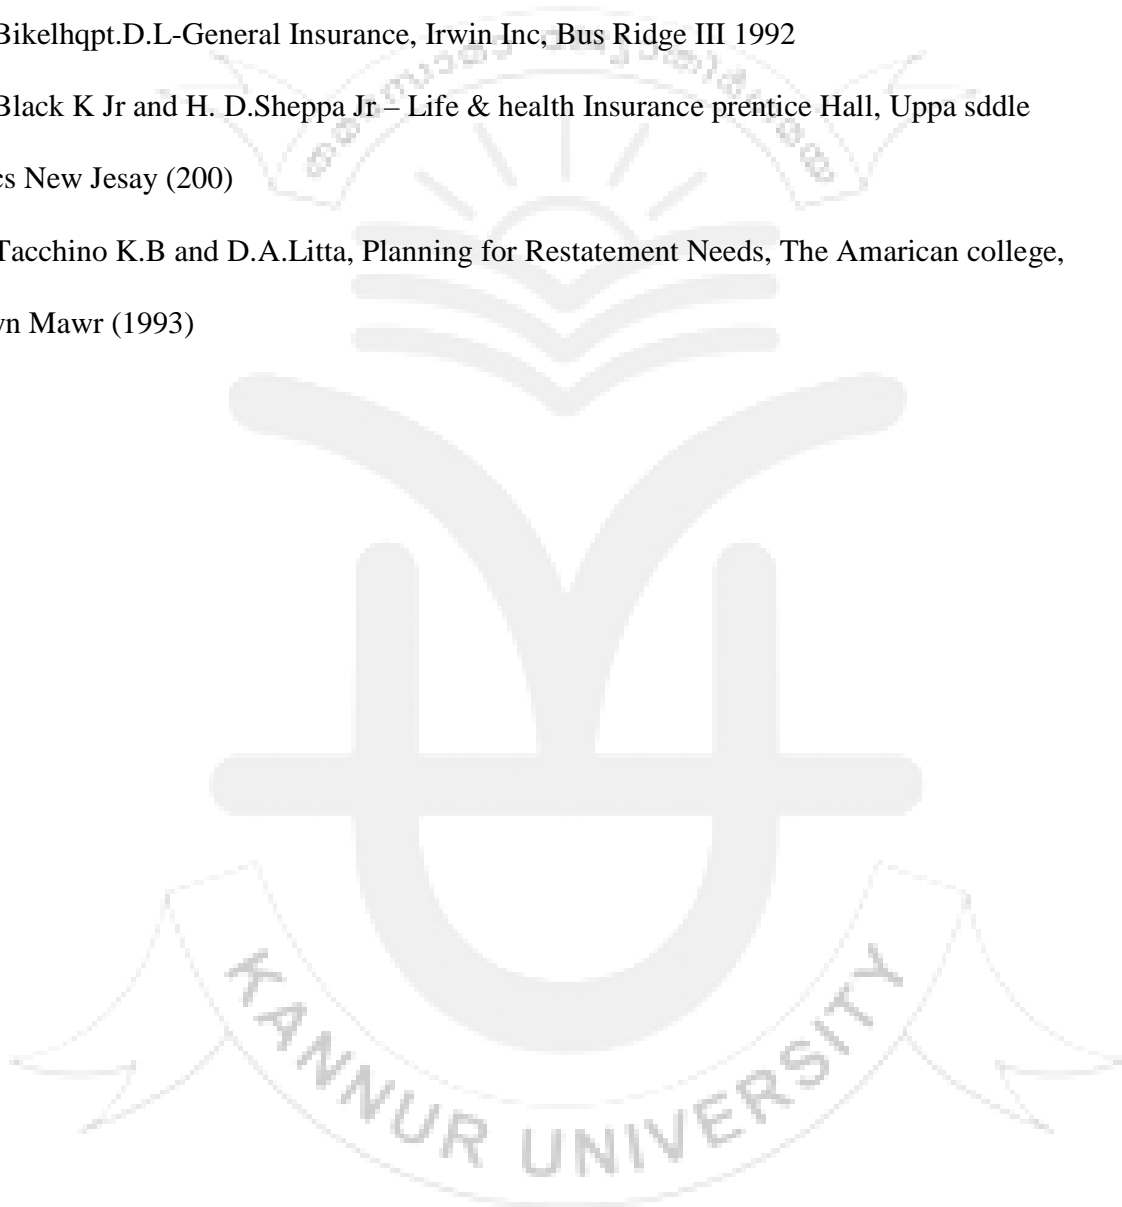 Bikelhqpt.D.L-General Insurance, Irwin Inc, Bus Ridge III 1992
Black K Jr and H. D.Sheppa Jr – Life & health Insurance prentice Hall, Uppa sddle
cs New Jesay (200)
Tacchino K.B and D.A.Litta, Planning for Restatement Needs, The Amarican college,
yn Mawr (1993)
KANNUR UNIVERSITY